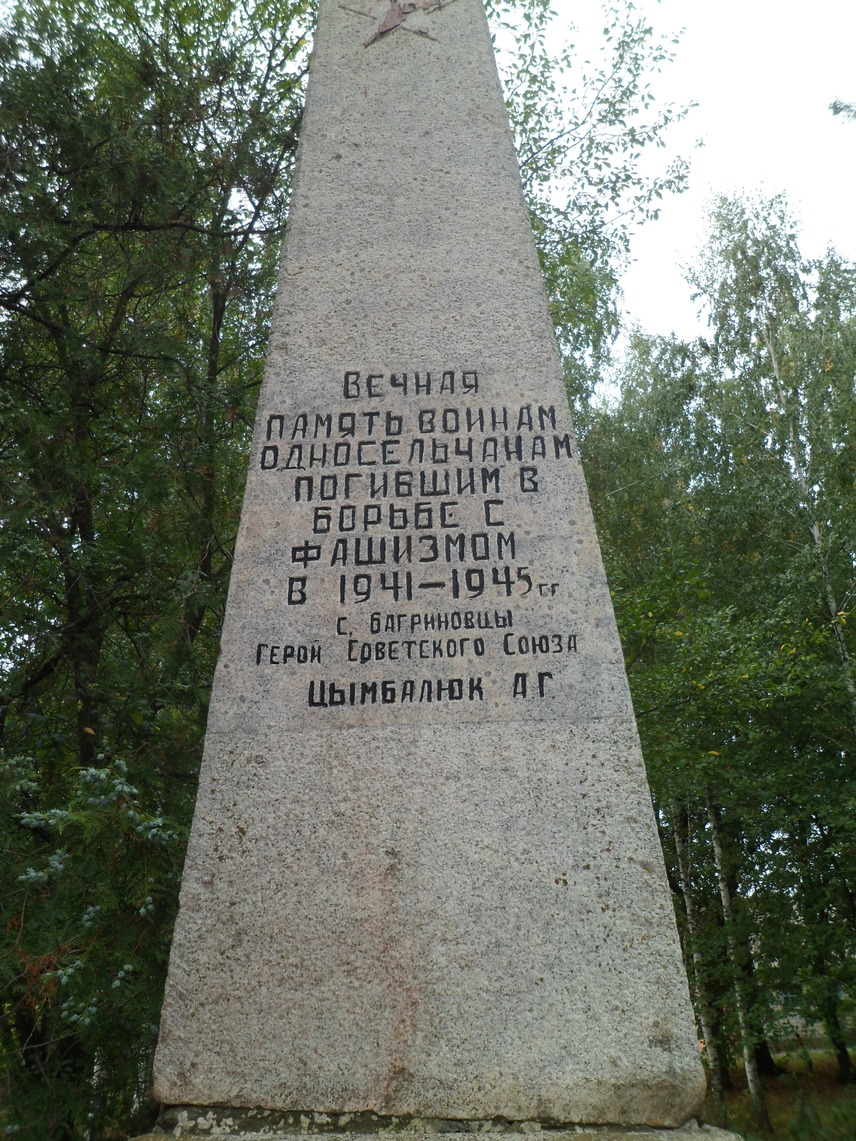 ВЕЧНАЯ
ПАМЯТЬ ВОИНАМ
ОДНОСЕЛЬЧАНАМ
ПОГИБШИМ В
БОРЬБЕ С
ФАШИЗМОМ
В 1941-1945 гг
с. БАГРИНОВЦЫ
ГЕРОЙ СОВЕТСКОГО СОЮЗА
ЦЫМБАЛЮК А Г